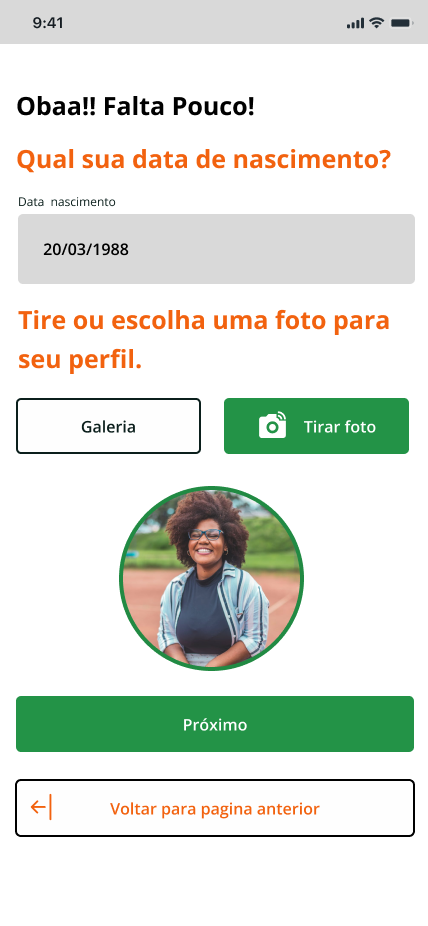 9:41
Obaa!! Falta Pouco!
Qual sua data de nascimento?
Data nascimento
20/03/1988
Tire ou escolha uma foto para
seu perfil.
Galeria
Tirar foto
Próximo
Voltar para pagina anterior